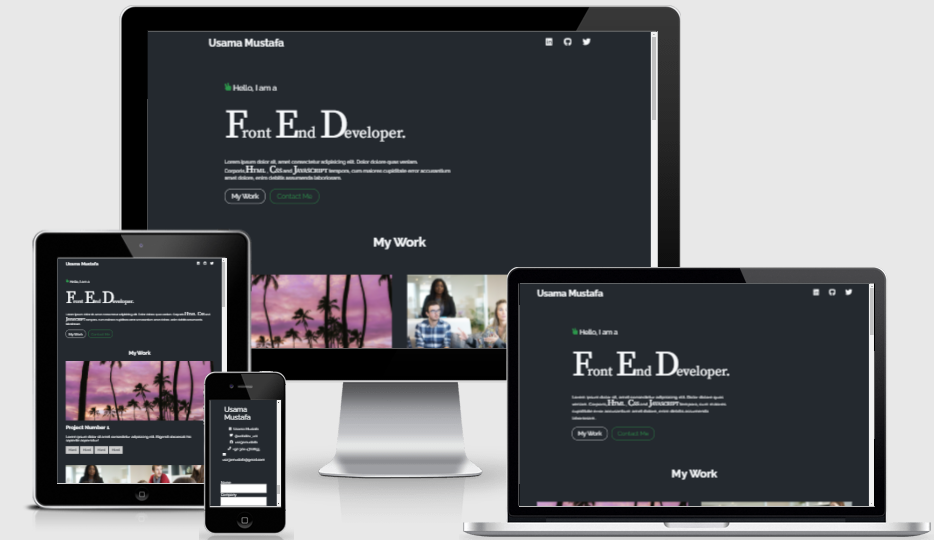 Usama Mustafa
Hello, I am a
Front End Developer.
Lorem ipsum dolor sit, amet consectetur adipisicing elit. Dolor dolore quae veniam
Corporis, HTML , CSS and JAVASCRIPT tempora, cum maiores cupiditate error accusantium
amet dolore, enim debitis assumenda laboriosam.
My Work
Contact Me
My Work
Usama Mustafa
Hello, I am a
Front End Developer.
My Work
Contact Me
My Work
Project Number 1
Usama
Mustafa
Name
Company
Usama Mustafa
Hello, I am a
Front End Developer.
Lorem ipsum dolor sit, amet consectetur adipisicing elit. Dolor dolore quae
veniam Corporis, HTML , CSS and JAVASCRIPT tempora, cum maiores
cupiditate error accusantium amet dolore, enim debitis assumenda
laboriosam.
My Work
Contact Me
My Work